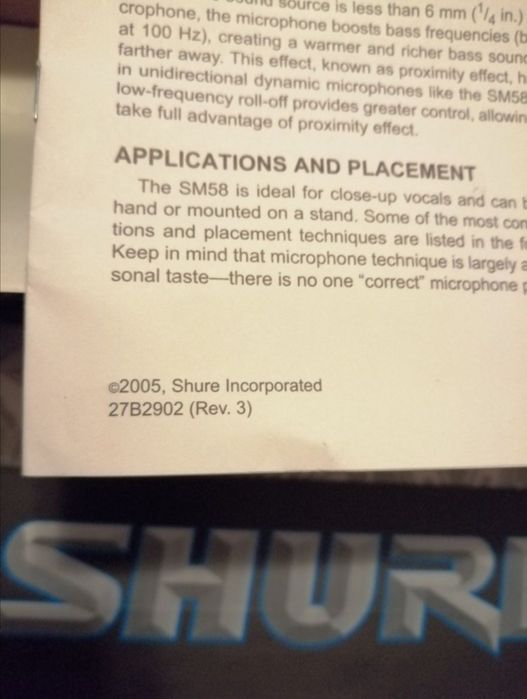 source is less than 6 mm (1/4 in.)
crophone, the microphone boosts bass frequencies (b
at 100 Hz), creating a warmer and richer bass soun
farther away. This effect, known as proximity effect, h
in unidirectional dynamic microphones like the SM58
low-frequency roll-off provides greater control, allowin
take full advantage of proximity effect.
APPLICATIONS AND PLACEMENT
The SM58 is ideal for close-up vocals and can b
hand or mounted on a stand. Some of the most com
tions and placement techniques are listed in the f
Keep in mind that microphone technique is largely a
sonal taste—there is no one “correct” microphone p
©2005, Shure Incorporated
27B2902 (Rev. 3)
SHURE